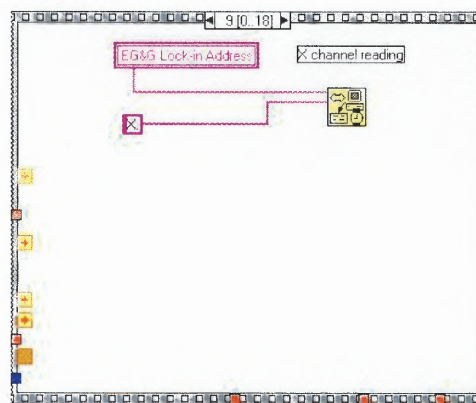 9 [0..18]
EG&G Lock-in Address
X channel reading
X.